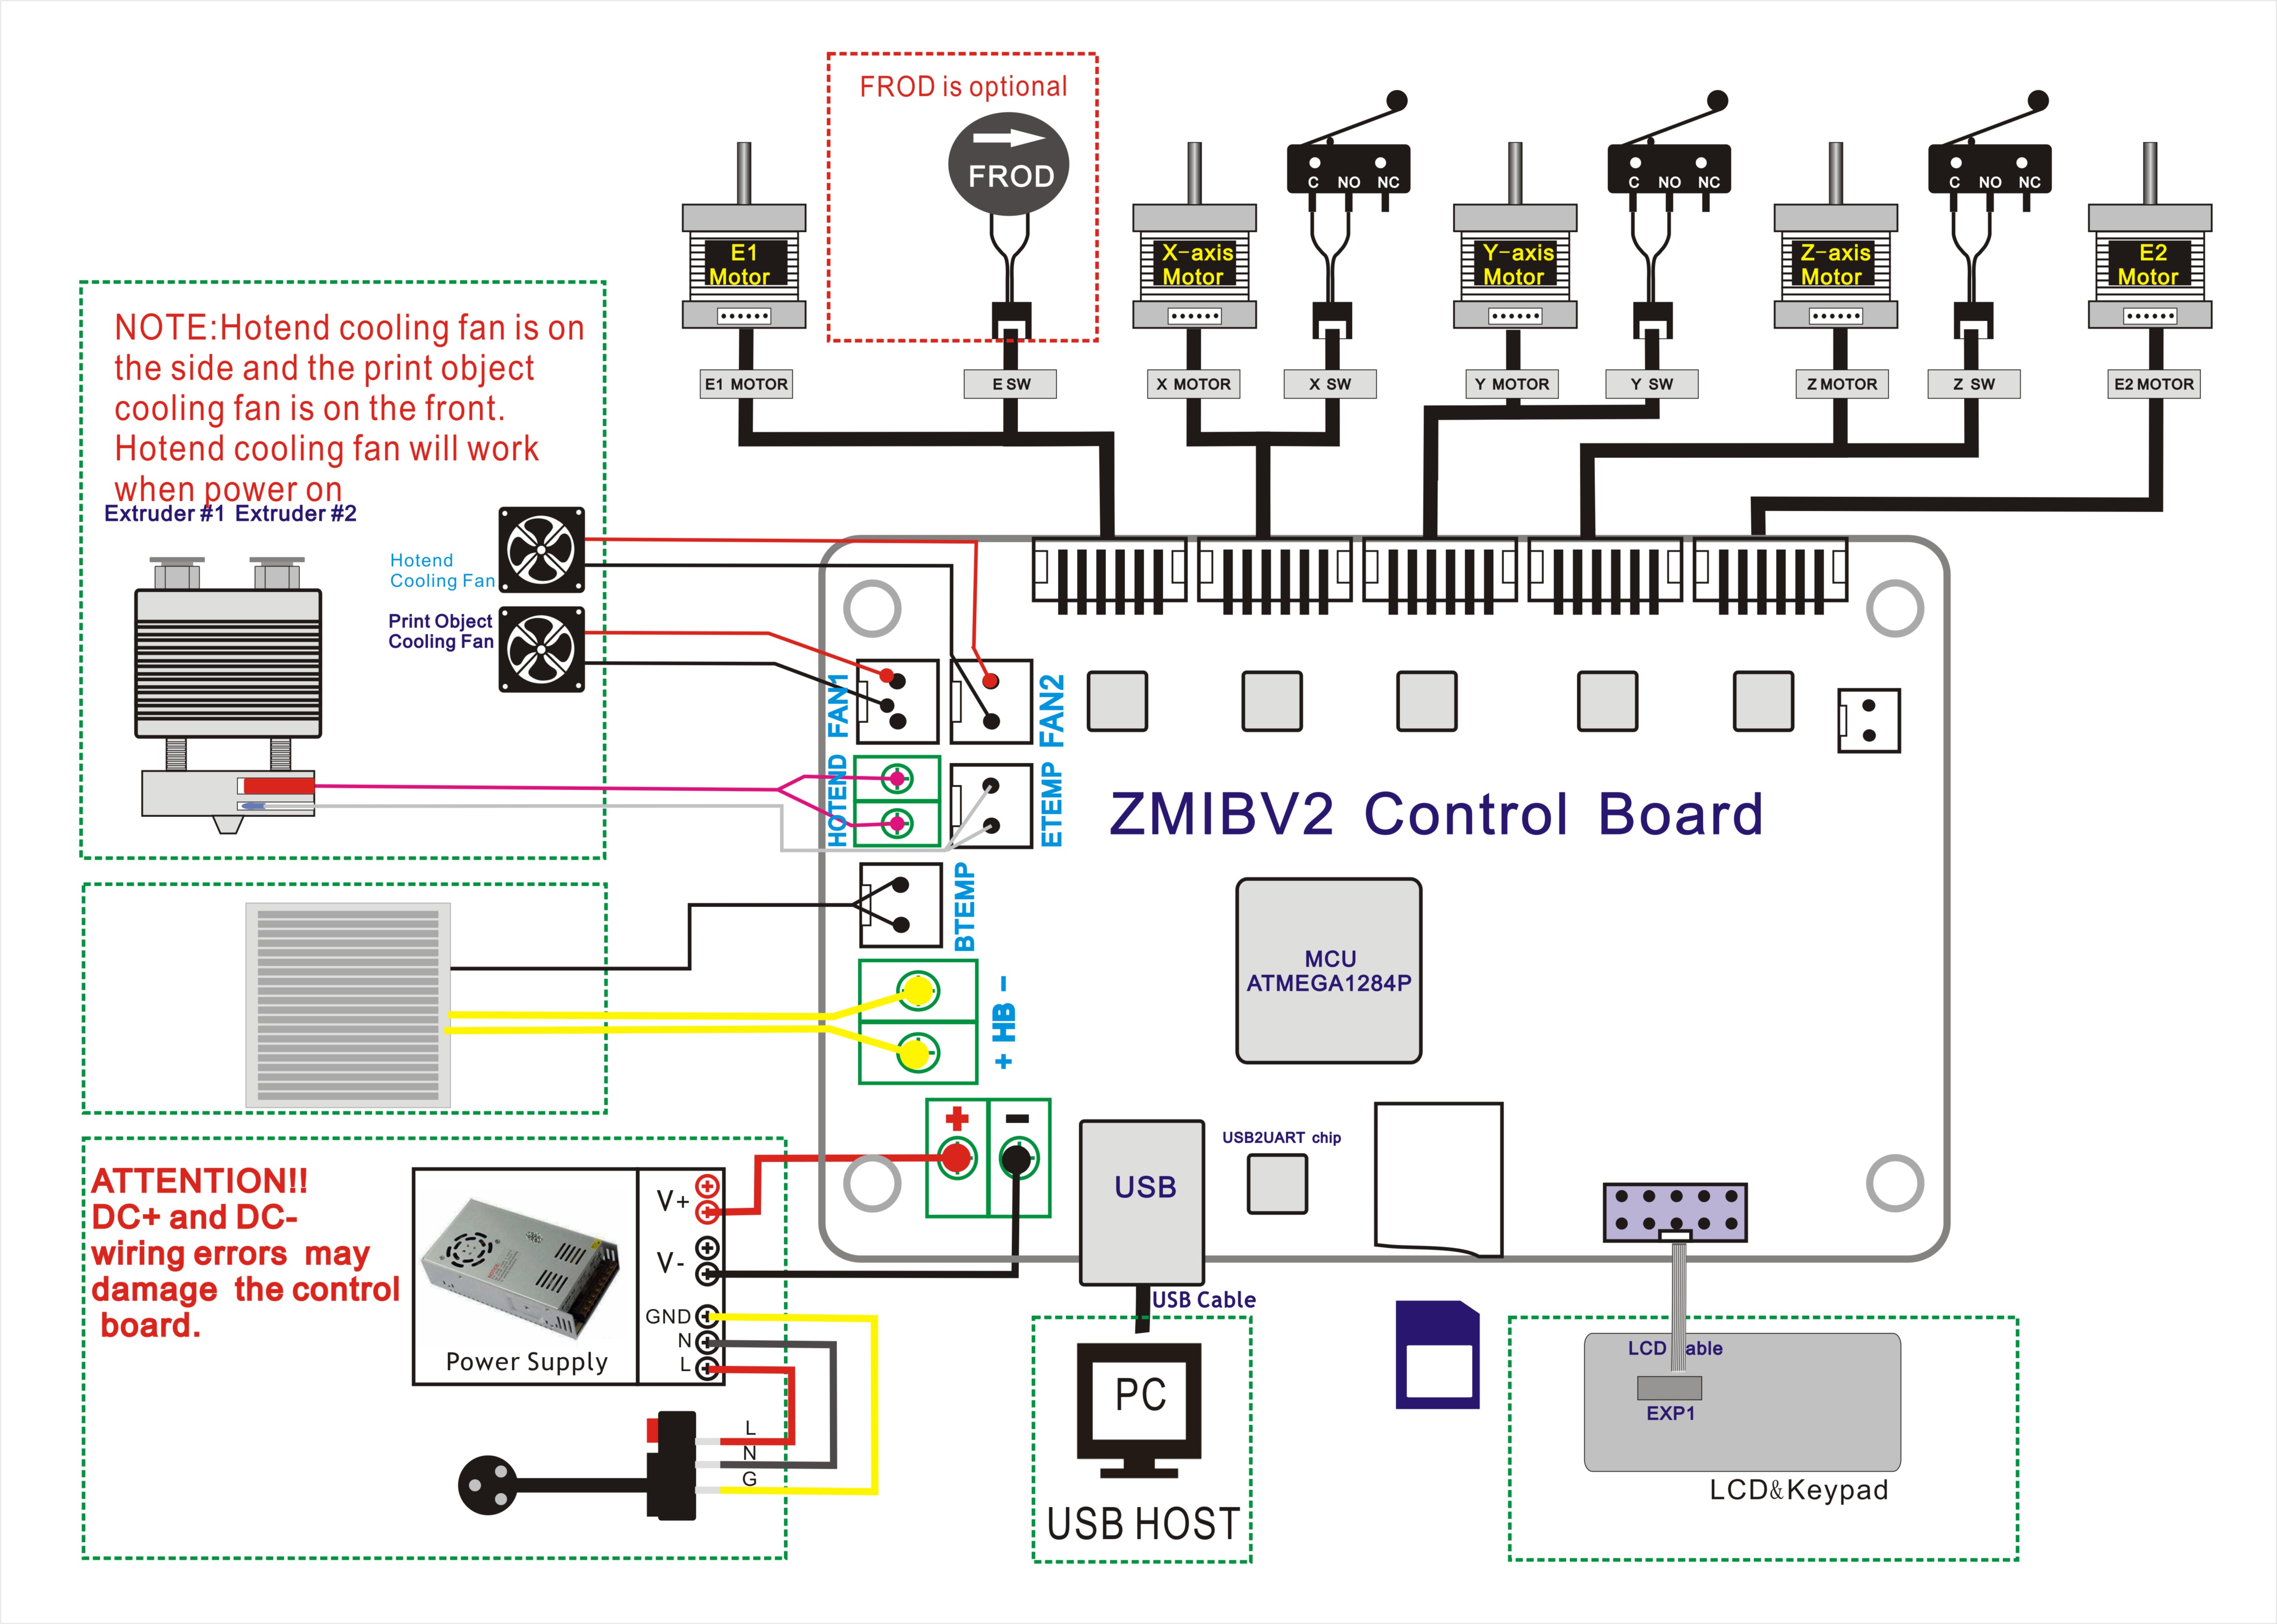 FROD is optional
FROD
C NO NC
C NO NC
C NO NC
E1
Motor
X-axis
Motor
Y-axis
Motor
Z-axis
Motor
E2
Motor
E1 MOTOR
E SW
X MOTOR
X SW
Y MOTOR
Y SW
Z MOTOR
Z SW
E2 MOTOR
NOTE:Hotend cooling fan is on
the side and the print object
cooling fan is on the front.
Hotend cooling fan will work
when power on
Extruder #1 Extruder #2
Hotend
Cooling Fan
Print Object
Cooling Fan
FAN1
FAN2
HOTEND
ETEMP
ZMIBV2 Control Board
BTEMP
MCU
ATMEGA1284P
+ HB -
+ -
USB
USB2UART chip
ATTENTION!!
DC+ and DC-
wiring errors may
damage the control
board.
V+
V-
GND
N
L
Power Supply
L
N
G
USB Cable
PC
USB HOST
LCD able
EXP1
LCD&Keypad